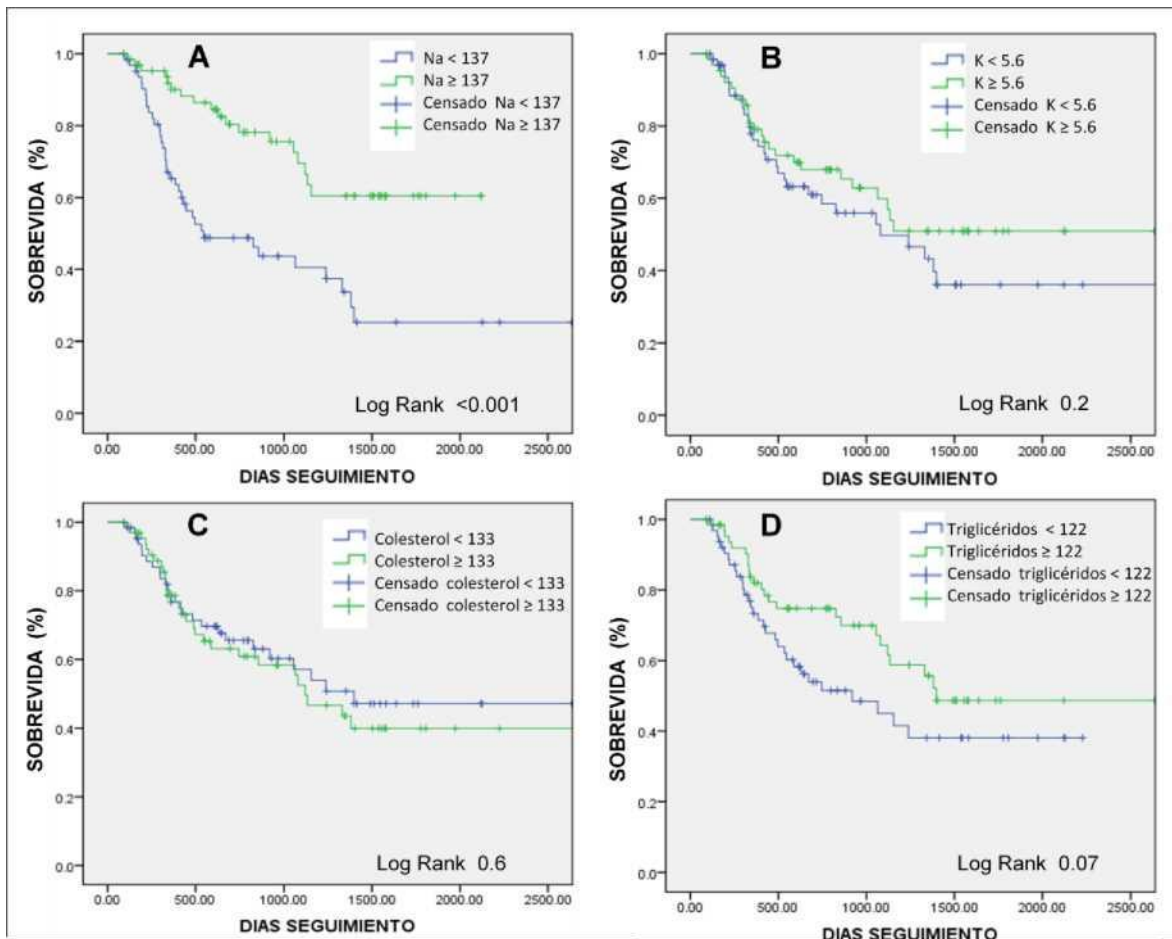 A
Na < 137
Na ≥ 137
Censado Na < 137
Censado Na ≥ 137
1.0
0.8
0.6
0.4
0.2
0.0
SOBREVIDA (%)
Log Rank <0.001
0.00 500.00 1000.00 1500.00 2000.00 2500.00
DIAS SEGUIMIENTO
B
K < 5.6
K ≥ 5.6
Censado K < 5.6
Censado K ≥ 5.6
1.0
0.8
0.6
0.4
0.2
0.0
SOBREVIDA (%)
Log Rank 0.2
0.00 500.00 1000.00 1500.00 2000.00 2500.00
DIAS SEGUIMIENTO
C
Colesterol < 133
Colesterol ≥ 133
Censado colesterol < 133
Censado colesterol ≥ 133
1.0
0.8
0.6
0.4
0.2
0.0
SOBREVIDA (%)
Log Rank 0.6
0.00 500.00 1000.00 1500.00 2000.00 2500.00
DIAS SEGUIMIENTO
D
Triglicéridos < 122
Triglicéridos ≥ 122
Censado triglicéridos < 122
Censado triglicéridos ≥ 122
1.0
0.8
0.6
0.4
0.2
0.0
SOBREVIDA (%)
Log Rank 0.07
0.00 500.00 1000.00 1500.00 2000.00 2500.00
DIAS SEGUIMIENTO